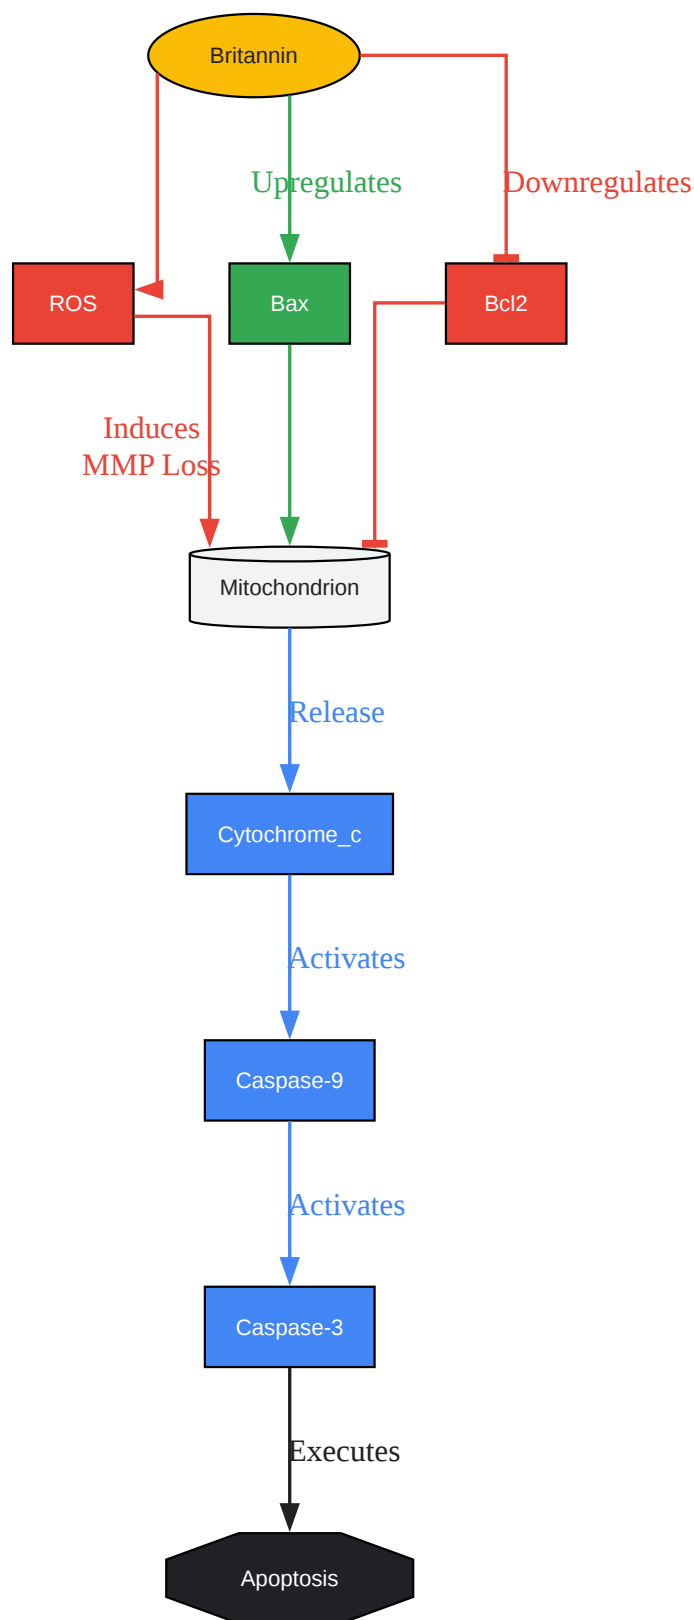 Britannin
Upregulates
Downregulates
ROS
Bax
Bcl2
Induces
MMP Loss
Mitochondrion
Release
Cytochrome_c
Activates
Caspase-9
Activates
Caspase-3
Executes
Apoptosis